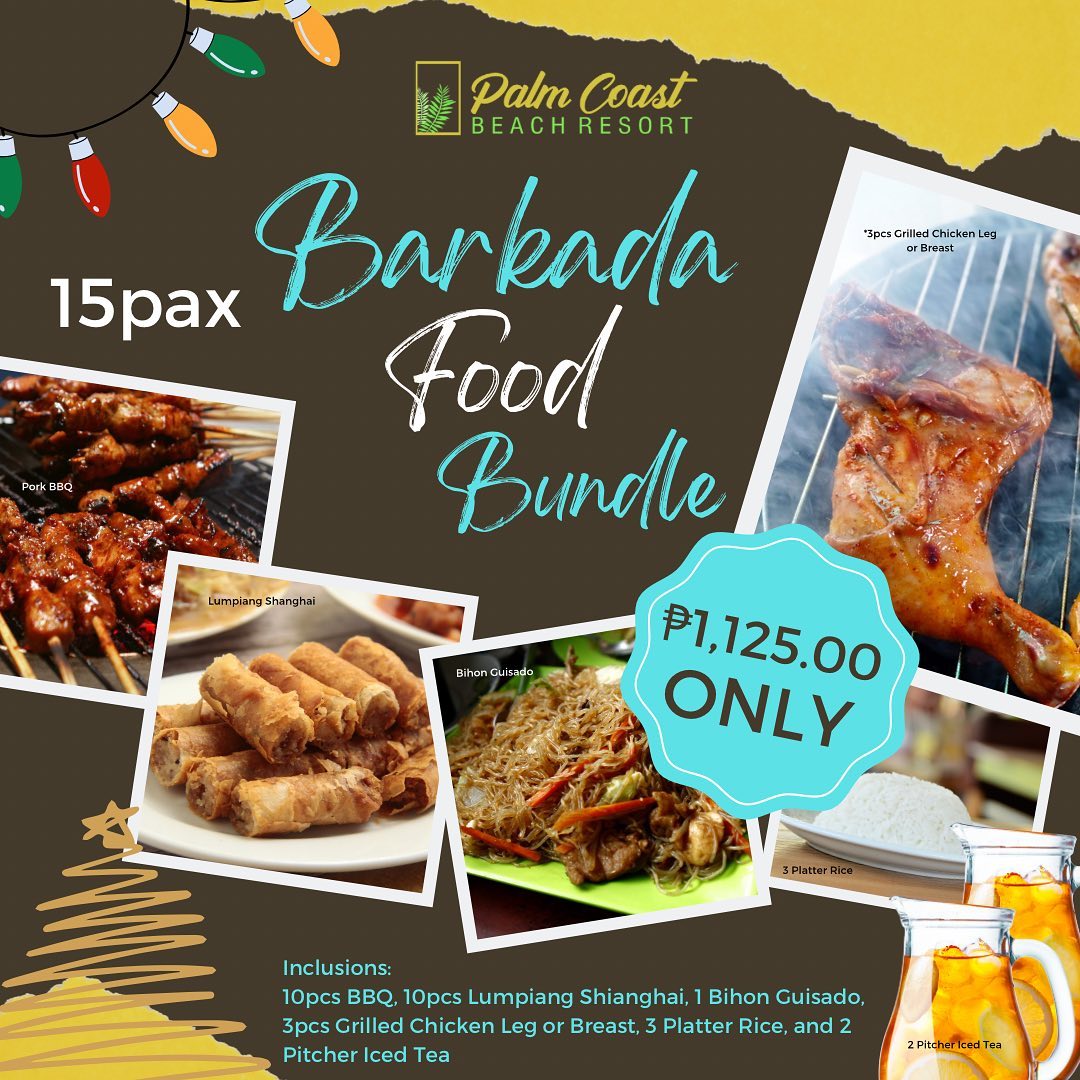 Palm Coast
BEACH RESORT
Barkada
Food
Bundle
15pax
*3pcs Grilled Chicken Leg
or Breast
Pork BBQ
Lumpiang Shanghai
Bihon Guisado
₱1,125.00
ONLY
3 Platter Rice
2 Pitcher Iced Tea
Inclusions:
10pcs BBQ, 10pcs Lumpiang Shianghai, 1 Bihon Guisado,
3pcs Grilled Chicken Leg or Breast, 3 Platter Rice, and 2
Pitcher Iced Tea